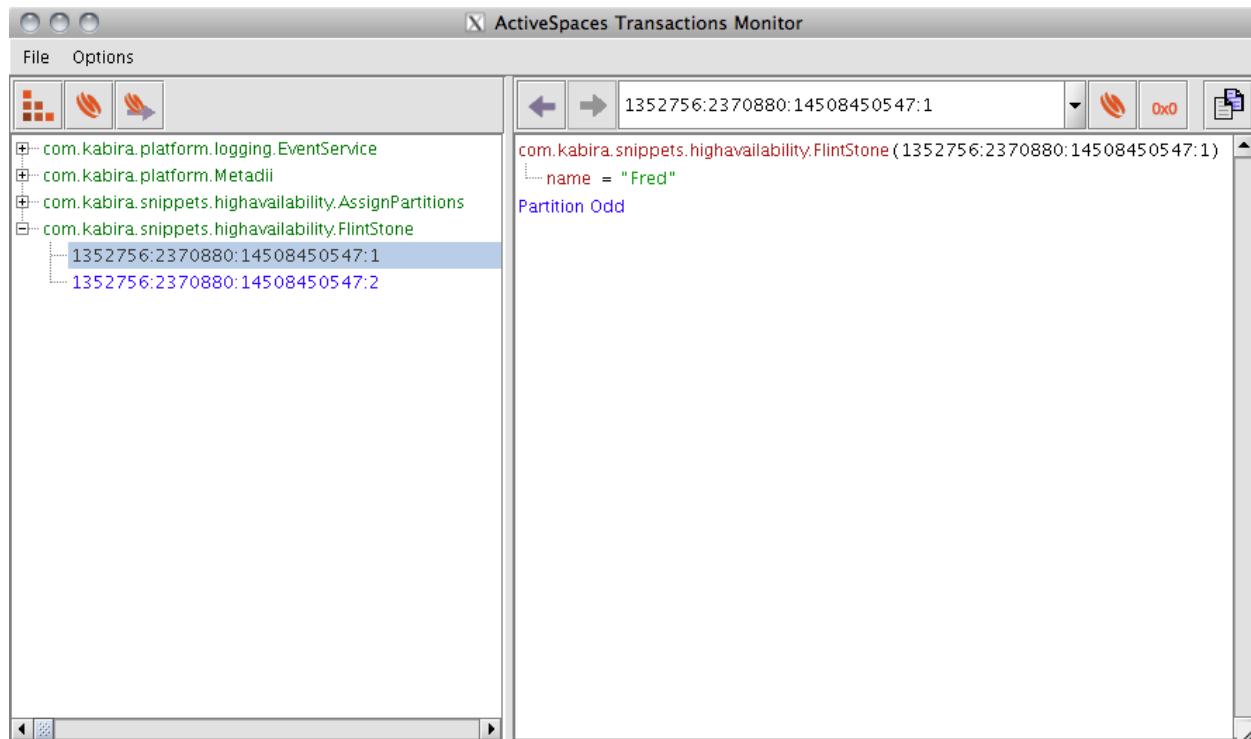 ActiveSpaces Transactions Monitor
File Options
1352756:2370880:14508450547:1
0x0
com.kabira.platform.logging.EventService
com.kabira.platform.Metadii
com.kabira.snippets.highavailability.AssignPartitions
com.kabira.snippets.highavailability.FlintStone
1352756:2370880:14508450547:1
1352756:2370880:14508450547:2
com.kabira.snippets.highavailability.FlintStone(1352756:2370880:14508450547:1)
name = "Fred"
Partition Odd